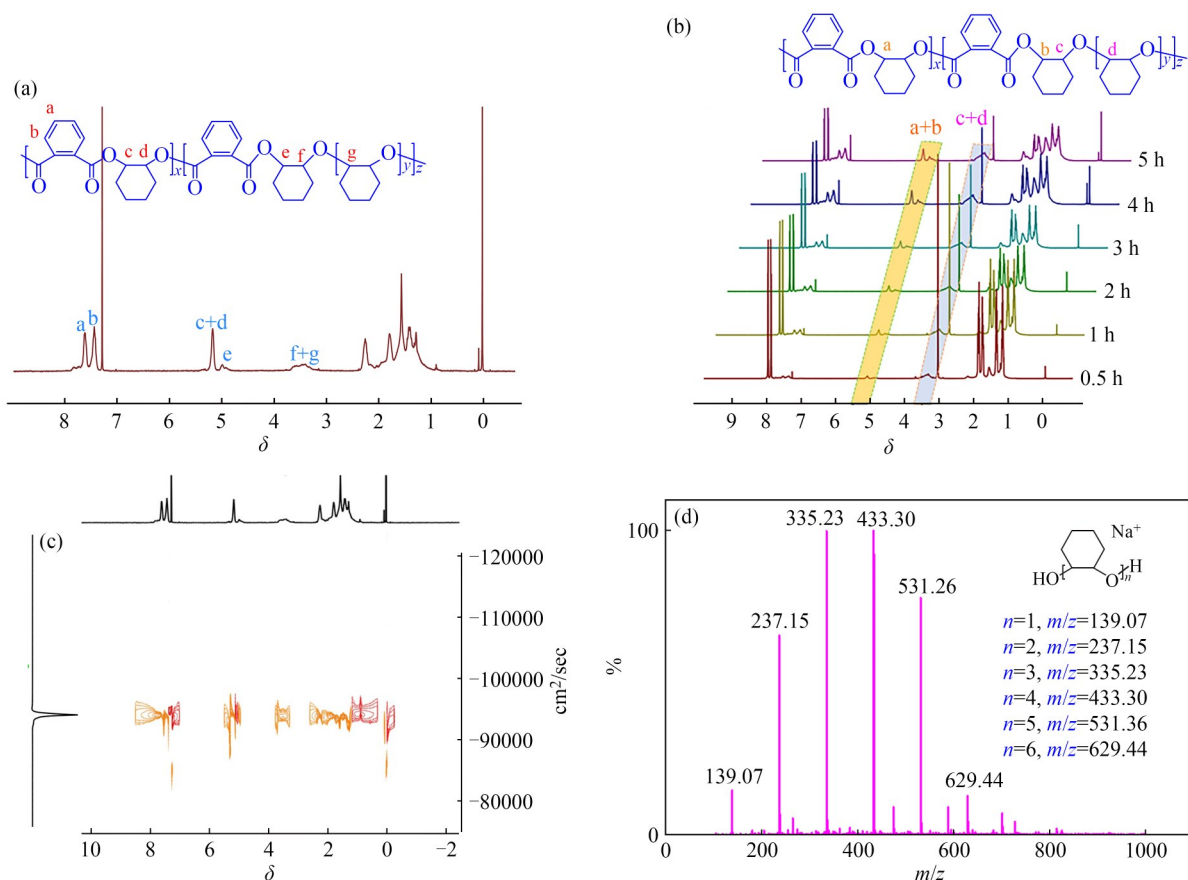 (a)
a
b
c d
e f
g
O
O
O
O
x
O
O
O
O
O
y
z
a
b
c+d
e
f+g
8 7 6 5 4 3 2 1 0
δ
(b)
a
b c
d
O
O
O
O
x
O
O
O
O
O
y
z
a+b
c+d
5 h
4 h
3 h
2 h
1 h
0.5 h
9 8 7 6 5 4 3 2 1 0
δ
(c)
−120000
−110000
−100000
−90000
−80000
cm²/sec
10 8 6 4 2 0 −2
δ
(d)
100
0
%
139.07
237.15
335.23
433.30
531.26
629.44
Na⁺
HO
O
H
n
n=1, m/z=139.07
n=2, m/z=237.15
n=3, m/z=335.23
n=4, m/z=433.30
n=5, m/z=531.36
n=6, m/z=629.44
0 200 400 600 800 1000
m/z